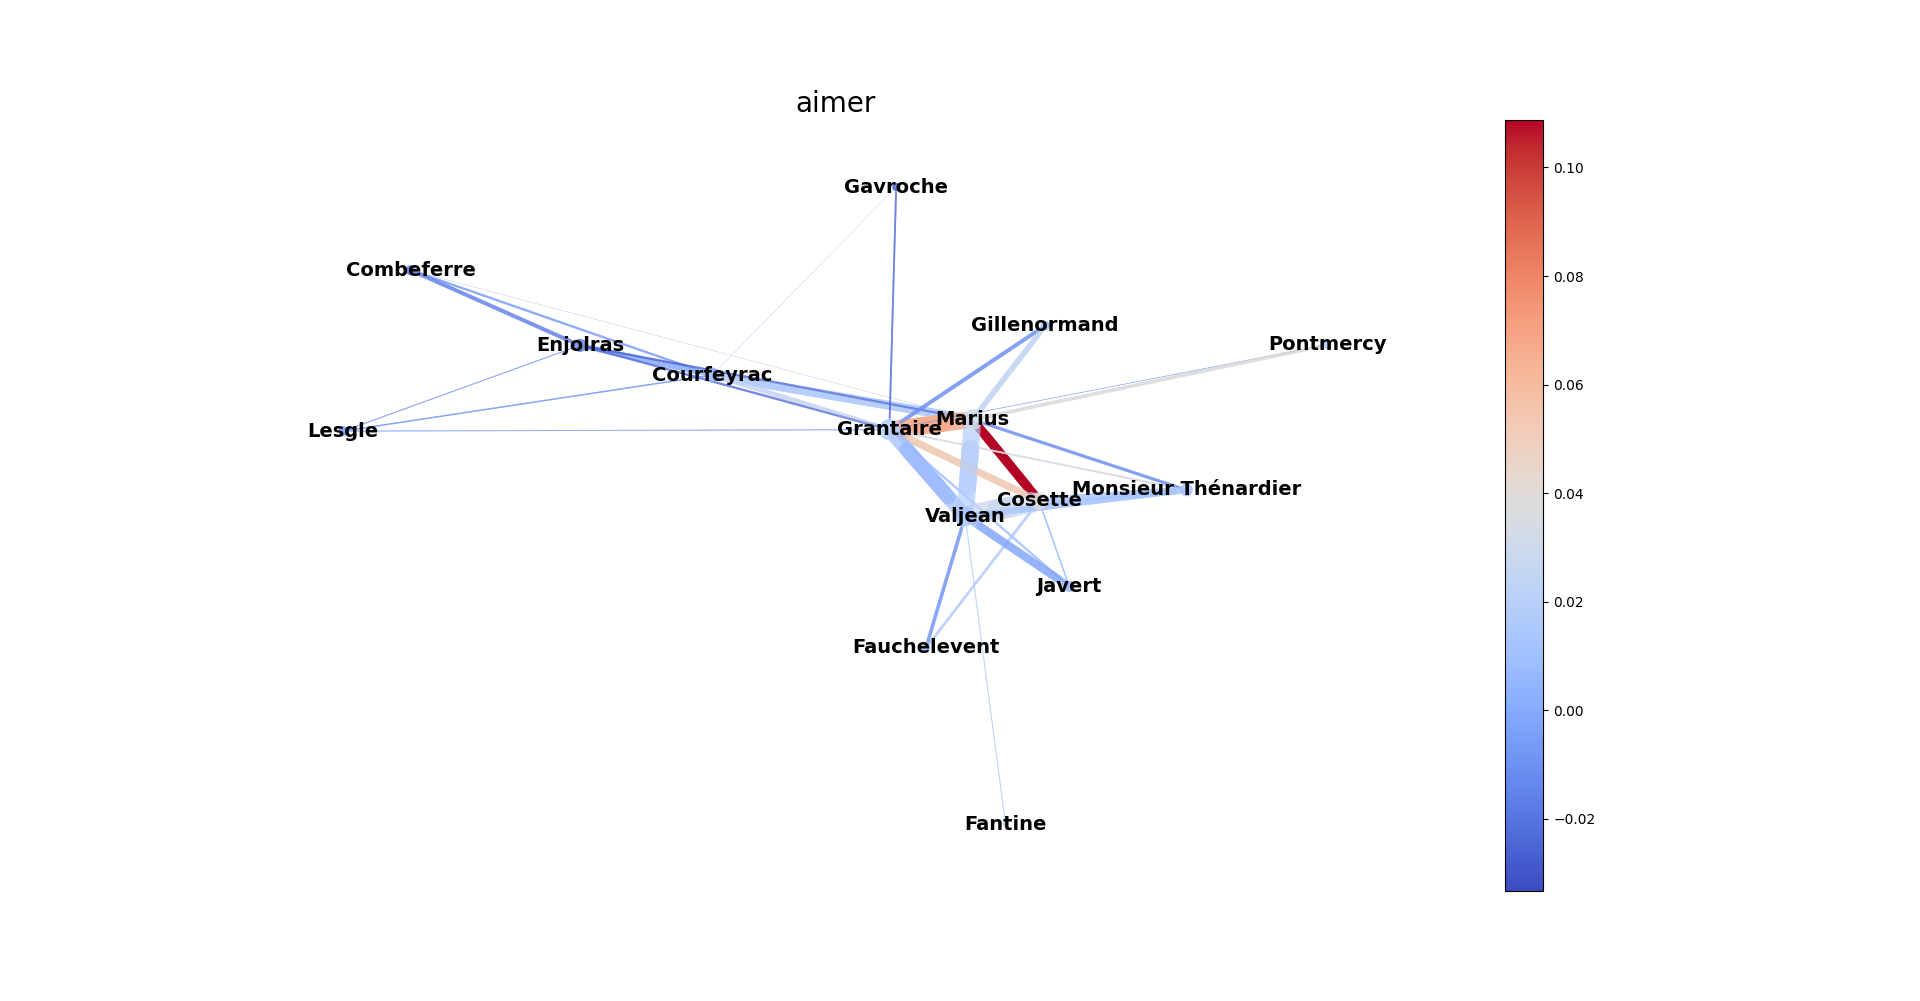 aimer
Gavroche
Combeferre
Gillenormand
Enjolras
Pontmercy
Courfeyrac
Marius
Lesgle
Grantaire
Monsieur Thénardier
Cosette
Valjean
Javert
Fauchelevent
Fantine
0.10
0.08
0.06
0.04
0.02
0.00
−0.02